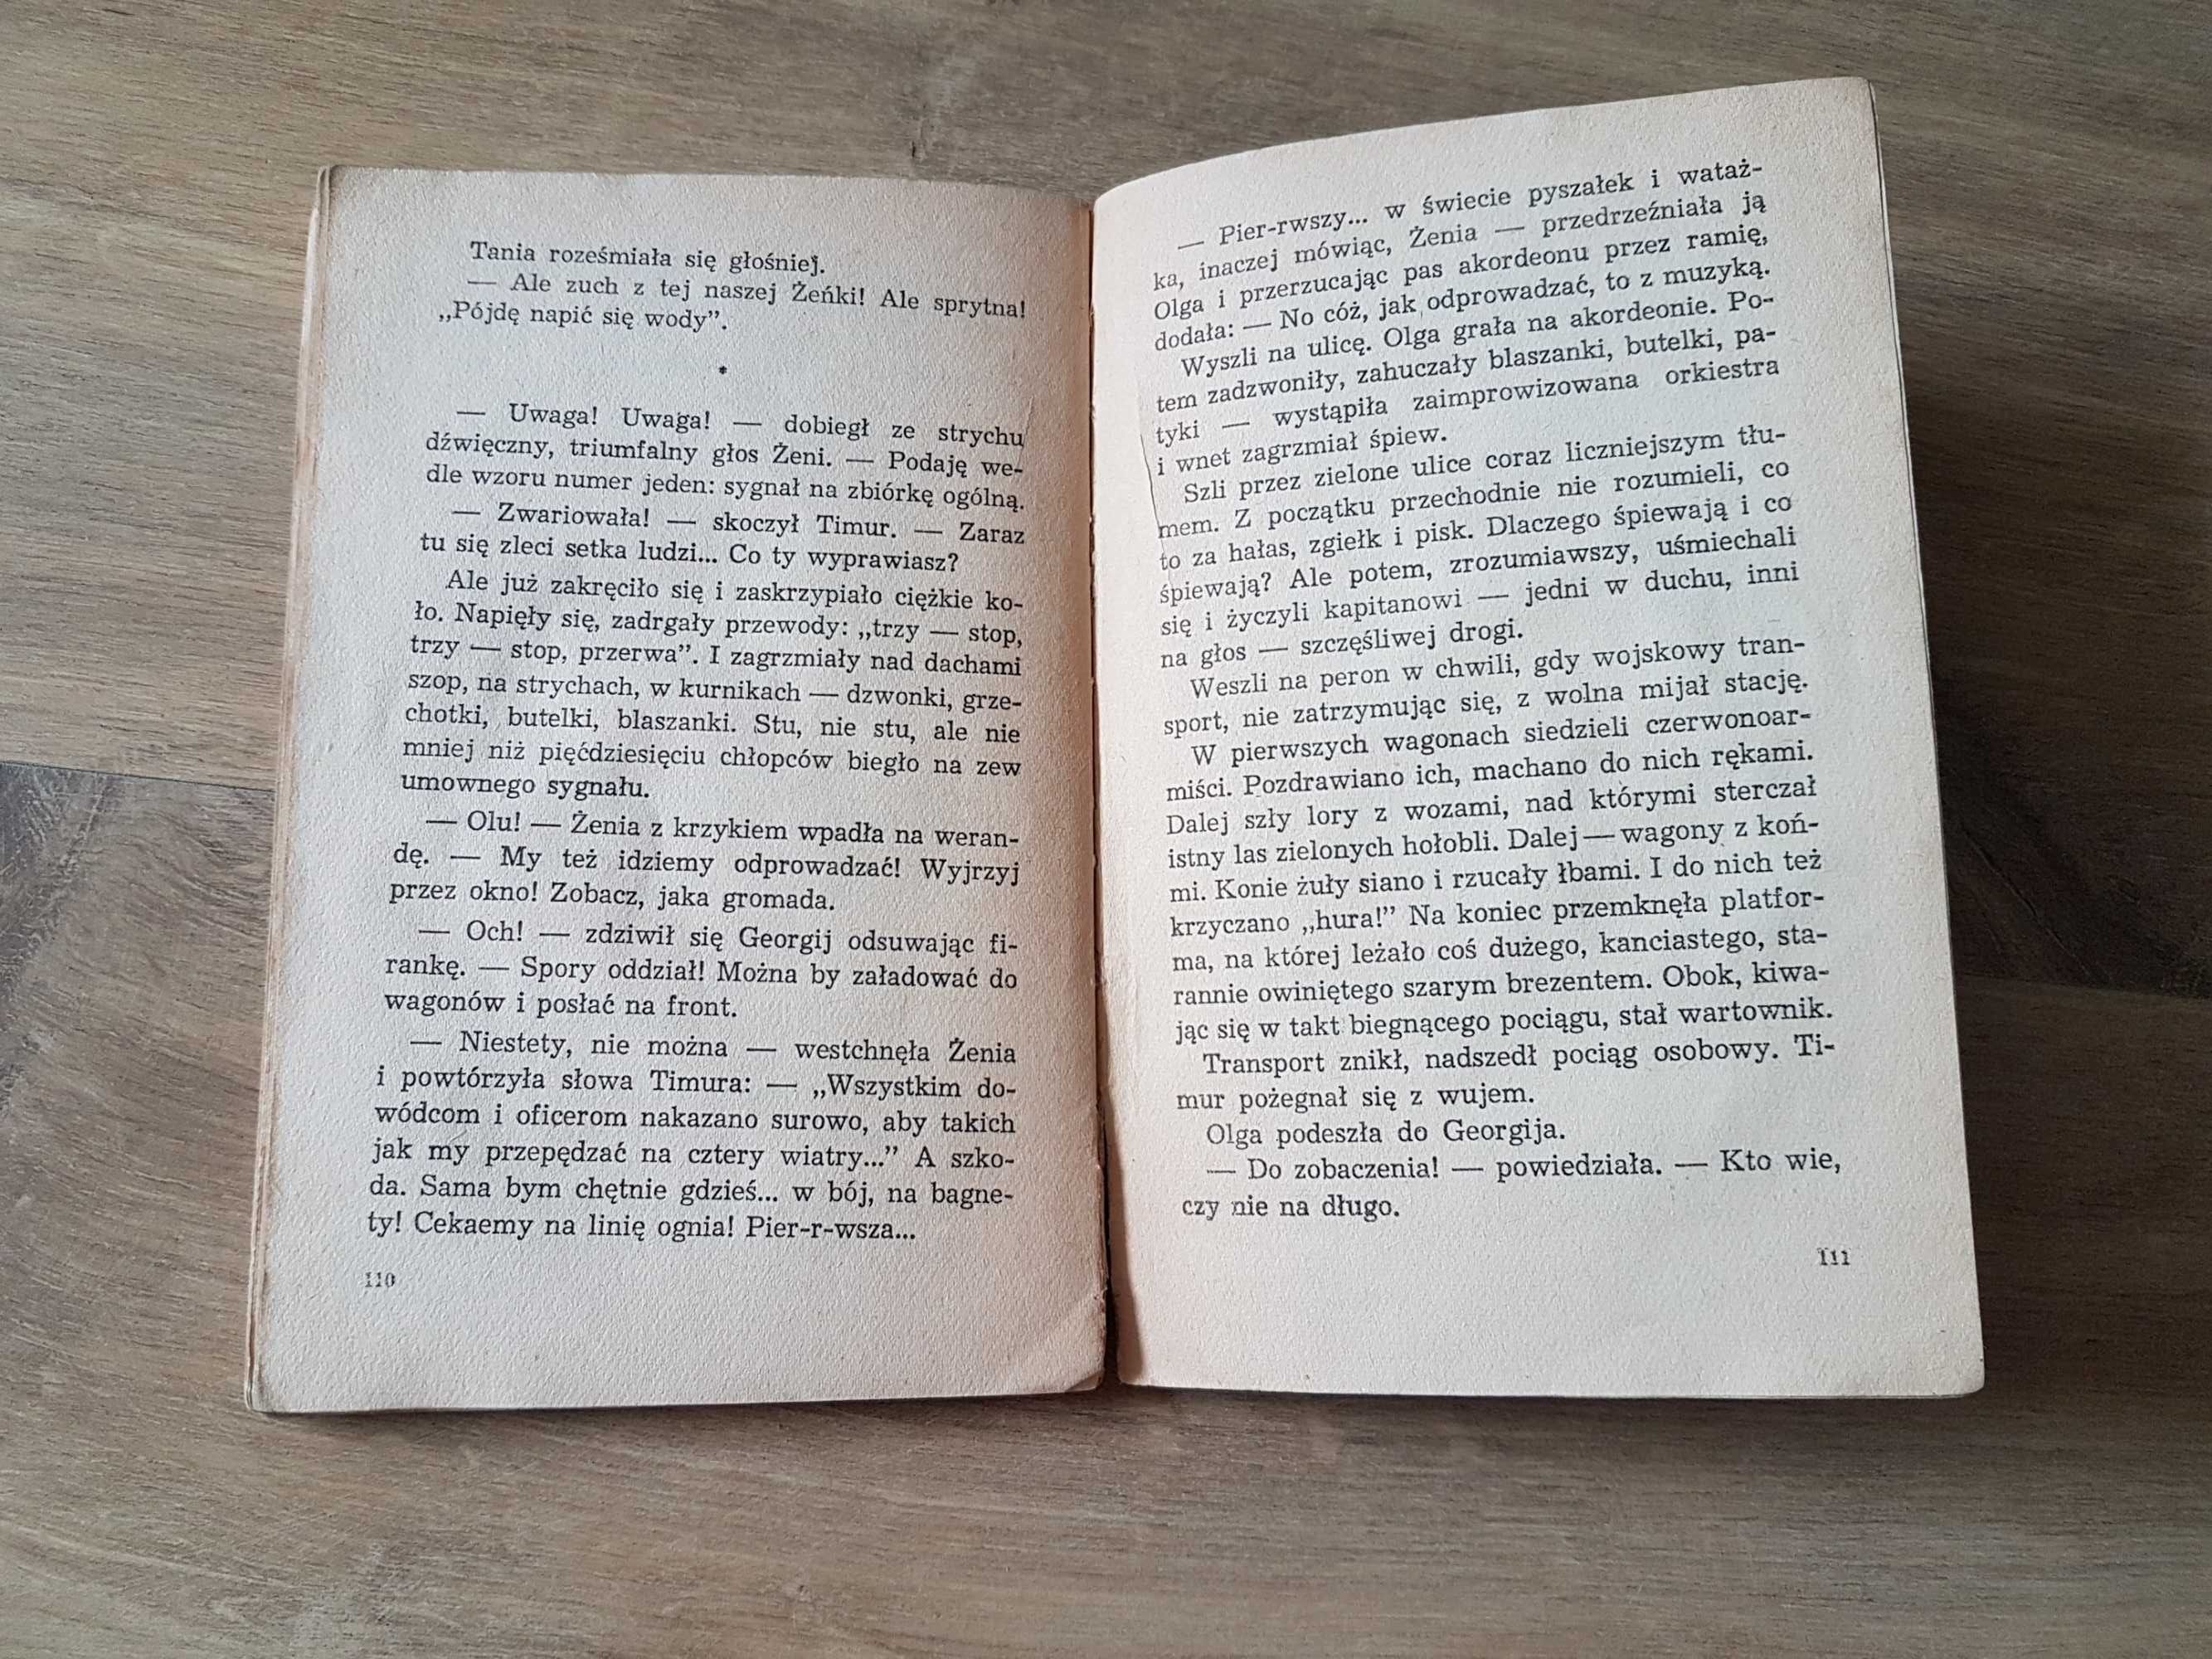 Tania roześmiała się głośniej.
— Ale zuch z tej naszej Żeńki! Ale sprytna!
„Pójdę napić się wody”.
*
— Uwaga! Uwaga! — dobiegł ze strychu
dźwięczny, triumfalny głos Żeni. — Podaję we-
dle wzoru numer jeden: sygnał na zbiórkę ogólną.
— Zwariowała! — skoczył Timur. — Zaraz
tu się zleci setka ludzi... Co ty wyprawiasz?
Ale już zakręciło się i zaskrzypiało ciężkie ko-
ło. Napięły się, zadrgały przewody: „trzy — stop,
trzy — stop, przerwa”. I zagrzmiały nad dachami
szop, na strychach, w kurnikach — dzwonki, grze-
chotki, butelki, blaszanki. Stu, nie stu, ale nie
mniej niż pięćdziesięciu chłopców biegło na zew
umownego sygnału.
— Olu! — Żenia z krzykiem wpadła na weran-
dę. — My też idziemy odprowadzać! Wyjrzyj
przez okno! Zobacz, jaka gromada.
— Och! — zdziwił się Georgij odsuwając fi-
rankę. — Spory oddział! Można by załadować do
wagonów i posłać na front.
— Niestety, nie można — westchnęła Żenia
i powtórzyła słowa Timura: — „Wszystkim do-
wódcom i oficerom nakazano surowo, aby takich
jak my przepędzać na cztery wiatry...” A szko-
da. Sama bym chętnie gdzieś... w bój, na bagne-
ty! Cekaemy na linię ognia! Pier-r-wsza...
110
— Pier-rwszy... w świecie pyszałek i wataż-
ka, inaczej mówiąc, Żenia — przedrzeźniała ją
Olga i przerzucając pas akordeonu przez ramię,
dodała: — No cóż, jak odprowadzać, to z muzyką.
Wyszli na ulicę. Olga grała na akordeonie. Po-
tem zadzwoniły, zahuczały blaszanki, butelki, pa-
tyki — wystąpiła zaimprowizowana orkiestra
i wnet zagrzmiał śpiew.
Szli przez zielone ulice coraz liczniejszym tłu-
mem. Z początku przechodnie nie rozumieli, co
to za hałas, zgiełk i pisk. Dlaczego śpiewają i co
śpiewają? Ale potem, zrozumiawszy, uśmiechali
się i życzyli kapitanowi — jedni w duchu, inni
na głos — szczęśliwej drogi.
Weszli na peron w chwili, gdy wojskowy tran-
sport, nie zatrzymując się, z wolna mijał stację.
W pierwszych wagonach siedzieli czerwonoar-
miści. Pozdrawiano ich, machano do nich rękami.
Dalej szły lory z wozami, nad którymi sterczał
istny las zielonych hołobli. Dalej — wagony z koń-
mi. Konie żuły siano i rzucały łbami. I do nich też
krzyczano „hura!” Na koniec przemknęła platfor-
ma, na której leżało coś dużego, kanciastego, sta-
rannie owiniętego szarym brezentem. Obok, kiwa-
jąc się w takt biegnącego pociągu, stał wartownik.
Transport znikł, nadszedł pociąg osobowy. Ti-
mur pożegnał się z wujem.
Olga podeszła do Georgija.
— Do zobaczenia! — powiedziała. — Kto wie,
czy nie na długo.
111